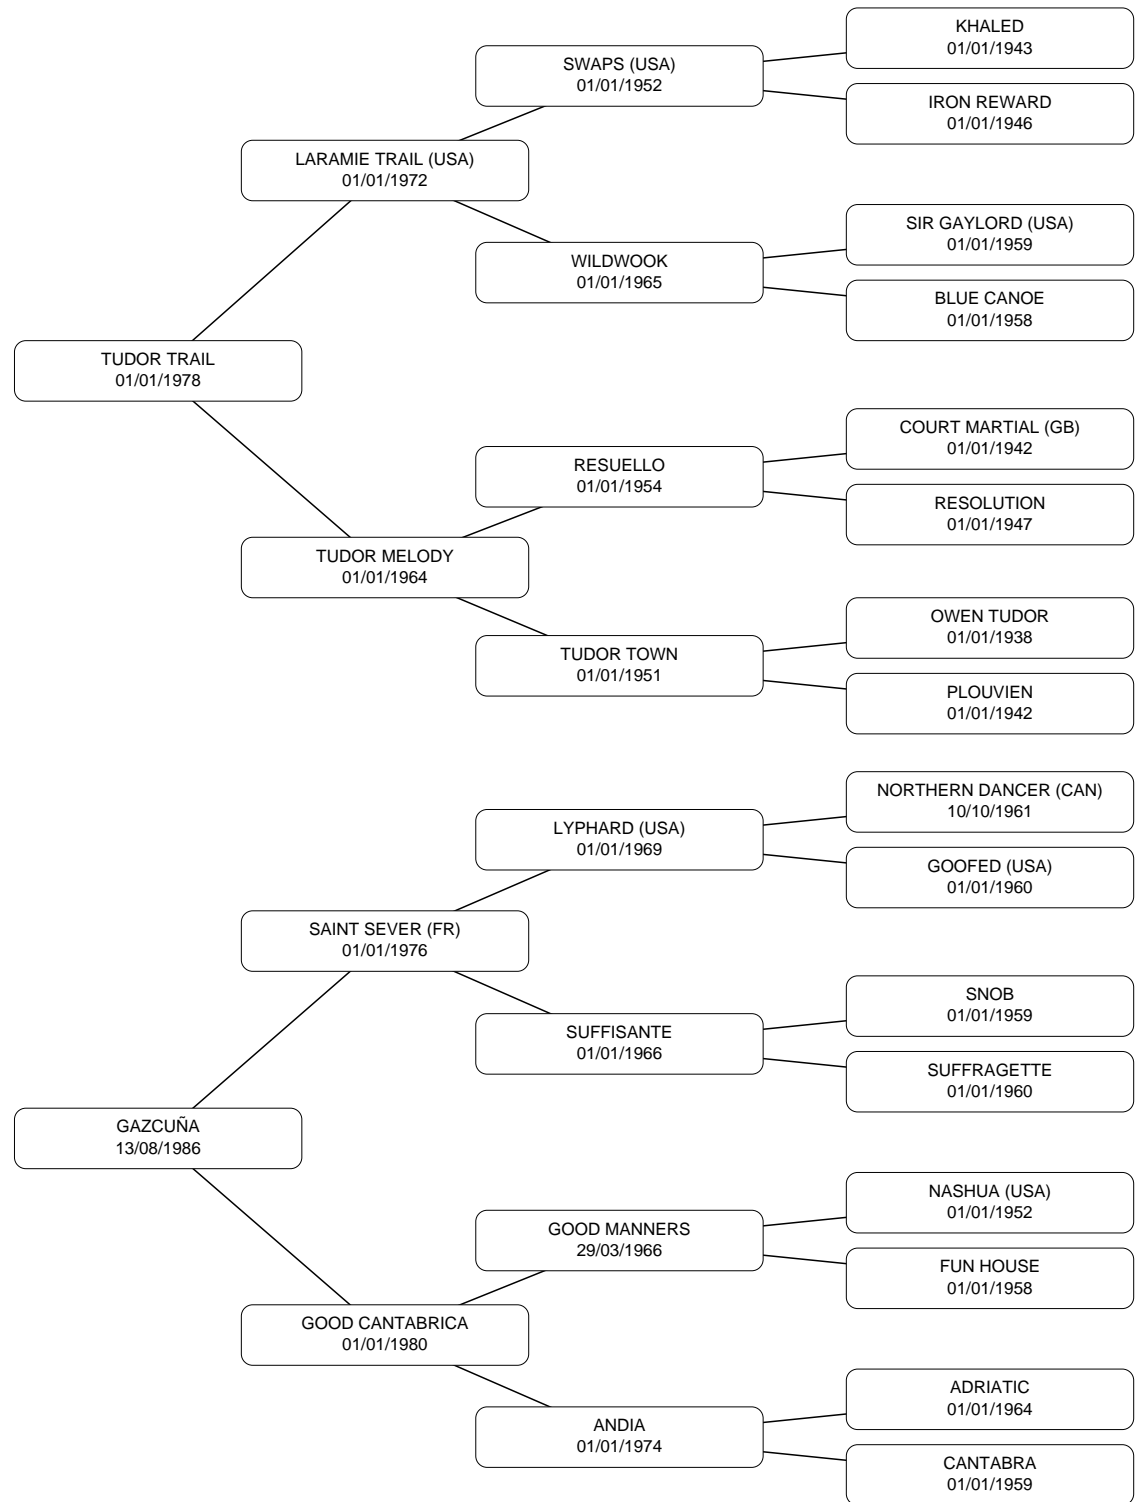 KHALED
01/01/1943
SWAPS (USA)
01/01/1952
IRON REWARD
01/01/1946
LARAMIE TRAIL (USA)
01/01/1972
SIR GAYLORD (USA)
01/01/1959
WILDWOOK
01/01/1965
BLUE CANOE
01/01/1958
TUDOR TRAIL
01/01/1978
COURT MARTIAL (GB)
01/01/1942
RESUELLO
01/01/1954
RESOLUTION
01/01/1947
TUDOR MELODY
01/01/1964
OWEN TUDOR
01/01/1938
TUDOR TOWN
01/01/1951
PLOUVIEN
01/01/1942
NORTHERN DANCER (CAN)
10/10/1961
LYPHARD (USA)
01/01/1969
GOOFED (USA)
01/01/1960
SAINT SEVER (FR)
01/01/1976
SNOB
01/01/1959
SUFFISANTE
01/01/1966
SUFFRAGETTE
01/01/1960
GAZCUÑA
13/08/1986
NASHUA (USA)
01/01/1952
GOOD MANNERS
29/03/1966
FUN HOUSE
01/01/1958
GOOD CANTABRICA
01/01/1980
ADRIATIC
01/01/1964
ANDIA
01/01/1974
CANTABRA
01/01/1959